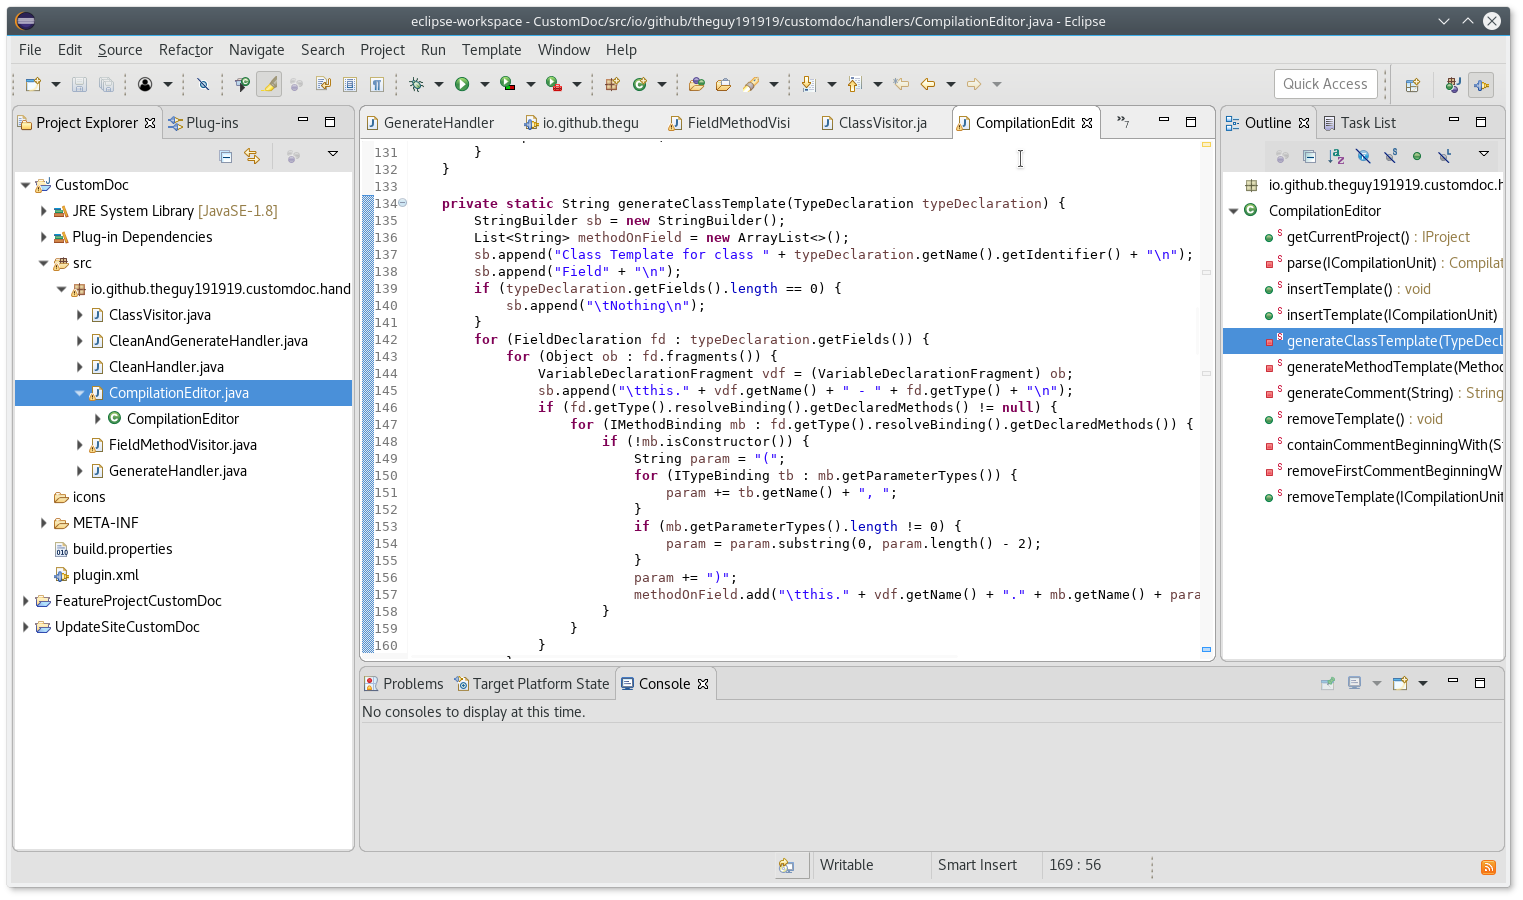 eclipse-workspace - CustomDoc/src/io/github/theguy191919/customdoc/handlers/CompilationEditor.java - Eclipse
File Edit Source Refactor Navigate Search Project Run Template Window Help
Quick Access
Project Explorer Plug-ins
CustomDoc
JRE System Library [JavaSE-1.8]
Plug-in Dependencies
src
io.github.theguy191919.customdoc.hand
ClassVisitor.java
CleanAndGenerateHandler.java
CleanHandler.java
CompilationEditor.java
CompilationEditor
FieldMethodVisitor.java
GenerateHandler.java
icons
META-INF
build.properties
plugin.xml
FeatureProjectCustomDoc
UpdateSiteCustomDoc
GenerateHandler io.github.thegu FieldMethodVisi ClassVisitor.ja CompilationEdit »7
131         }
132     }
133
134     private static String generateClassTemplate(TypeDeclaration typeDeclaration) {
135         StringBuilder sb = new StringBuilder();
136         List<String> methodOnField = new ArrayList<>();
137         sb.append("Class Template for class " + typeDeclaration.getName().getIdentifier() + "\n");
138         sb.append("Field" + "\n");
139         if (typeDeclaration.getFields().length == 0) {
140             sb.append("\tNothing\n");
141         }
142         for (FieldDeclaration fd : typeDeclaration.getFields()) {
143             for (Object ob : fd.fragments()) {
144                 VariableDeclarationFragment vdf = (VariableDeclarationFragment) ob;
145                 sb.append("\tthis." + vdf.getName() + " - " + fd.getType() + "\n");
146                 if (fd.getType().resolveBinding().getDeclaredMethods() != null) {
147                     for (IMethodBinding mb : fd.getType().resolveBinding().getDeclaredMethods()) {
148                         if (!mb.isConstructor()) {
149                             String param = "(";
150                             for (ITypeBinding tb : mb.getParameterTypes()) {
151                                 param += tb.getName() + ", ";
152                             }
153                             if (mb.getParameterTypes().length != 0) {
154                                 param = param.substring(0, param.length() - 2);
155                             }
156                             param += ")";
157                             methodOnField.add("\tthis." + vdf.getName() + "." + mb.getName() + para
158                         }
159                     }
160                 }
Outline Task List
io.github.theguy191919.customdoc.h
CompilationEditor
getCurrentProject() : IProject
parse(ICompilationUnit) : Compilat
insertTemplate() : void
insertTemplate(ICompilationUnit)
generateClassTemplate(TypeDecl
generateMethodTemplate(Method
generateComment(String) : String
removeTemplate() : void
containCommentBeginningWith(St
removeFirstCommentBeginningW
removeTemplate(ICompilationUnit
Problems Target Platform State Console
No consoles to display at this time.
Writable Smart Insert 169 : 56